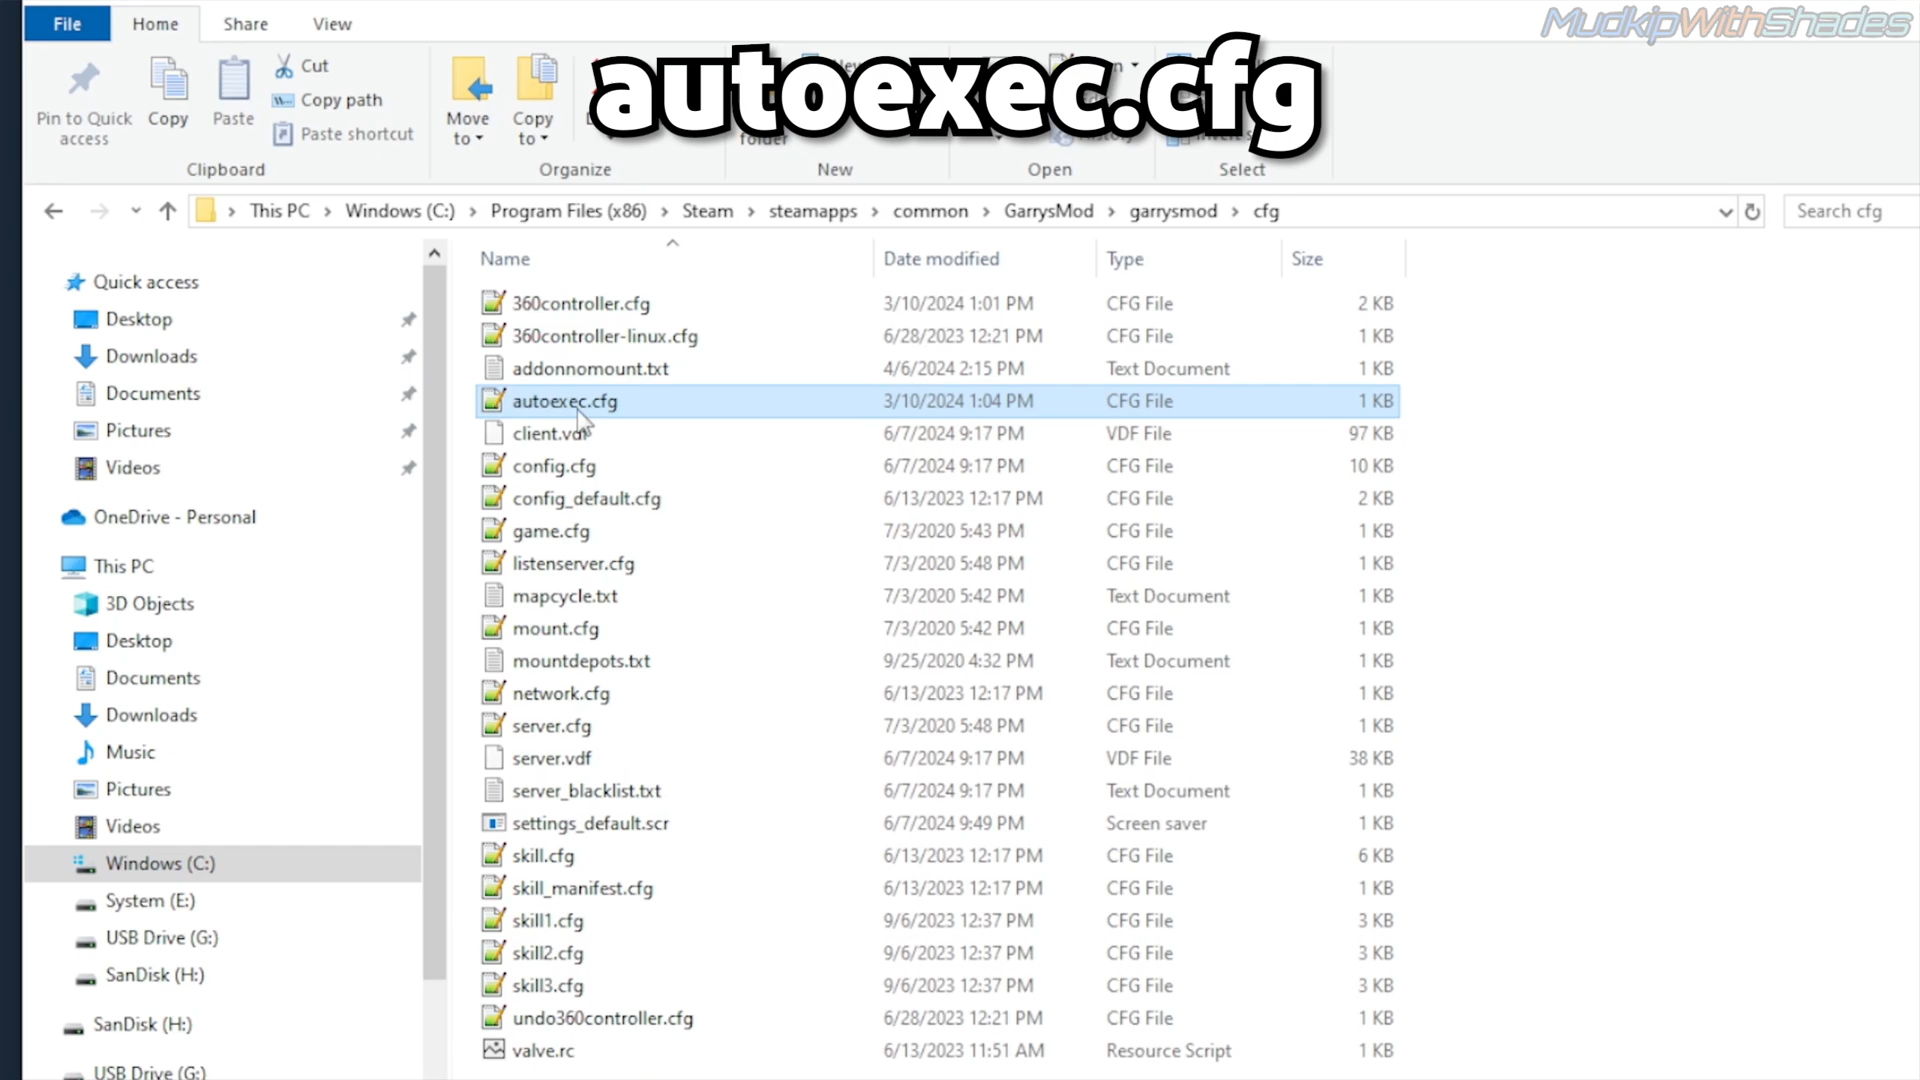 File Home Share View
MudkipWithShades
autoexec.cfg
Pin to Quick access
Copy
Paste
Cut
Copy path
Paste shortcut
Move to
Copy to
folder
Clipboard Organize New Open Select
This PC > Windows (C:) > Program Files (x86) > Steam > steamapps > common > GarrysMod > garrysmod > cfg
Search cfg
Quick access
Desktop
Downloads
Documents
Pictures
Videos
OneDrive - Personal
This PC
3D Objects
Desktop
Documents
Downloads
Music
Pictures
Videos
Windows (C:)
System (E:)
USB Drive (G:)
SanDisk (H:)
SanDisk (H:)
USB Drive (G:)
Name Date modified Type Size
360controller.cfg 3/10/2024 1:01 PM CFG File 2 KB
360controller-linux.cfg 6/28/2023 12:21 PM CFG File 1 KB
addonnomount.txt 4/6/2024 2:15 PM Text Document 1 KB
autoexec.cfg 3/10/2024 1:04 PM CFG File 1 KB
client.vdf 6/7/2024 9:17 PM VDF File 97 KB
config.cfg 6/7/2024 9:17 PM CFG File 10 KB
config_default.cfg 6/13/2023 12:17 PM CFG File 2 KB
game.cfg 7/3/2020 5:43 PM CFG File 1 KB
listenserver.cfg 7/3/2020 5:48 PM CFG File 1 KB
mapcycle.txt 7/3/2020 5:42 PM Text Document 1 KB
mount.cfg 7/3/2020 5:42 PM CFG File 1 KB
mountdepots.txt 9/25/2020 4:32 PM Text Document 1 KB
network.cfg 6/13/2023 12:17 PM CFG File 1 KB
server.cfg 7/3/2020 5:48 PM CFG File 1 KB
server.vdf 6/7/2024 9:17 PM VDF File 38 KB
server_blacklist.txt 6/7/2024 9:17 PM Text Document 1 KB
settings_default.scr 6/7/2024 9:49 PM Screen saver 1 KB
skill.cfg 6/13/2023 12:17 PM CFG File 6 KB
skill_manifest.cfg 6/13/2023 12:17 PM CFG File 1 KB
skill1.cfg 9/6/2023 12:37 PM CFG File 3 KB
skill2.cfg 9/6/2023 12:37 PM CFG File 3 KB
skill3.cfg 9/6/2023 12:37 PM CFG File 3 KB
undo360controller.cfg 6/28/2023 12:21 PM CFG File 1 KB
valve.rc 6/13/2023 11:51 AM Resource Script 1 KB